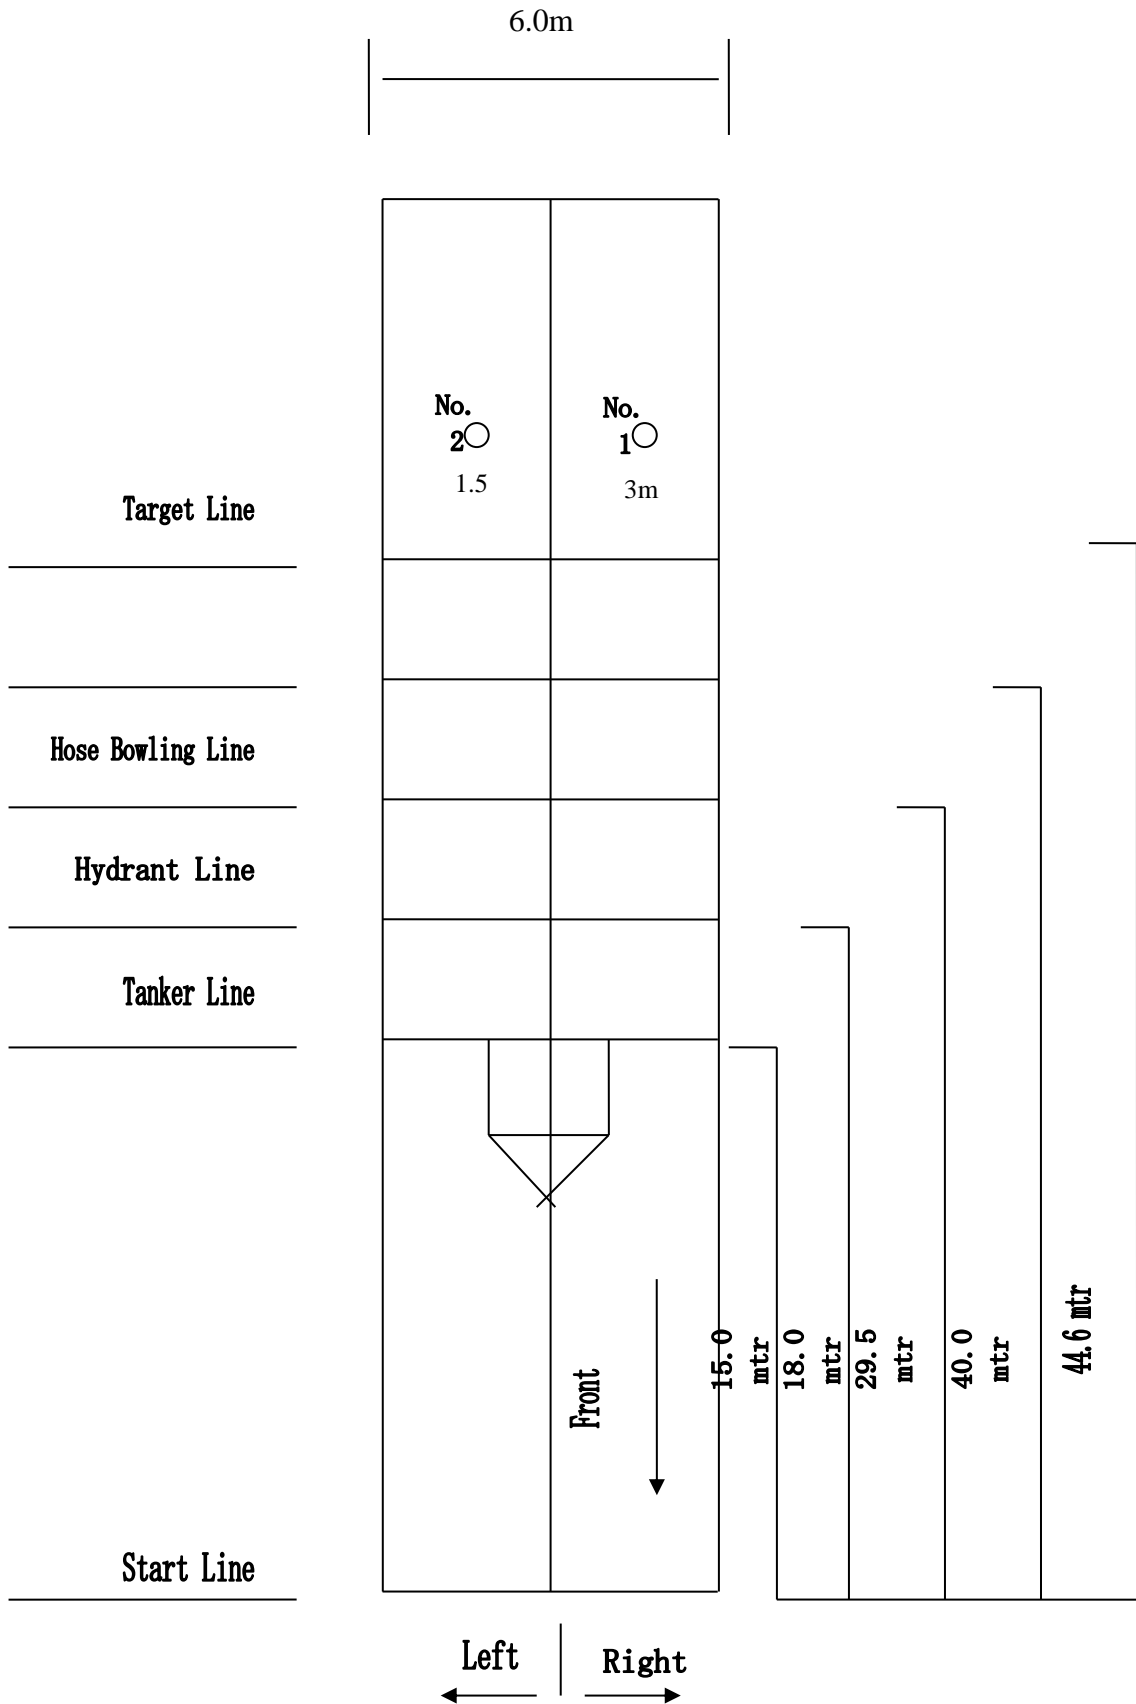 6.0m
No.
2
1.5
No.
1
3m
Target Line
Hose Bowling Line
Hydrant Line
Tanker Line
Front
15.0
mtr
18.0
mtr
29.5
mtr
40.0
mtr
44.6 mtr
Start Line
Left
Right